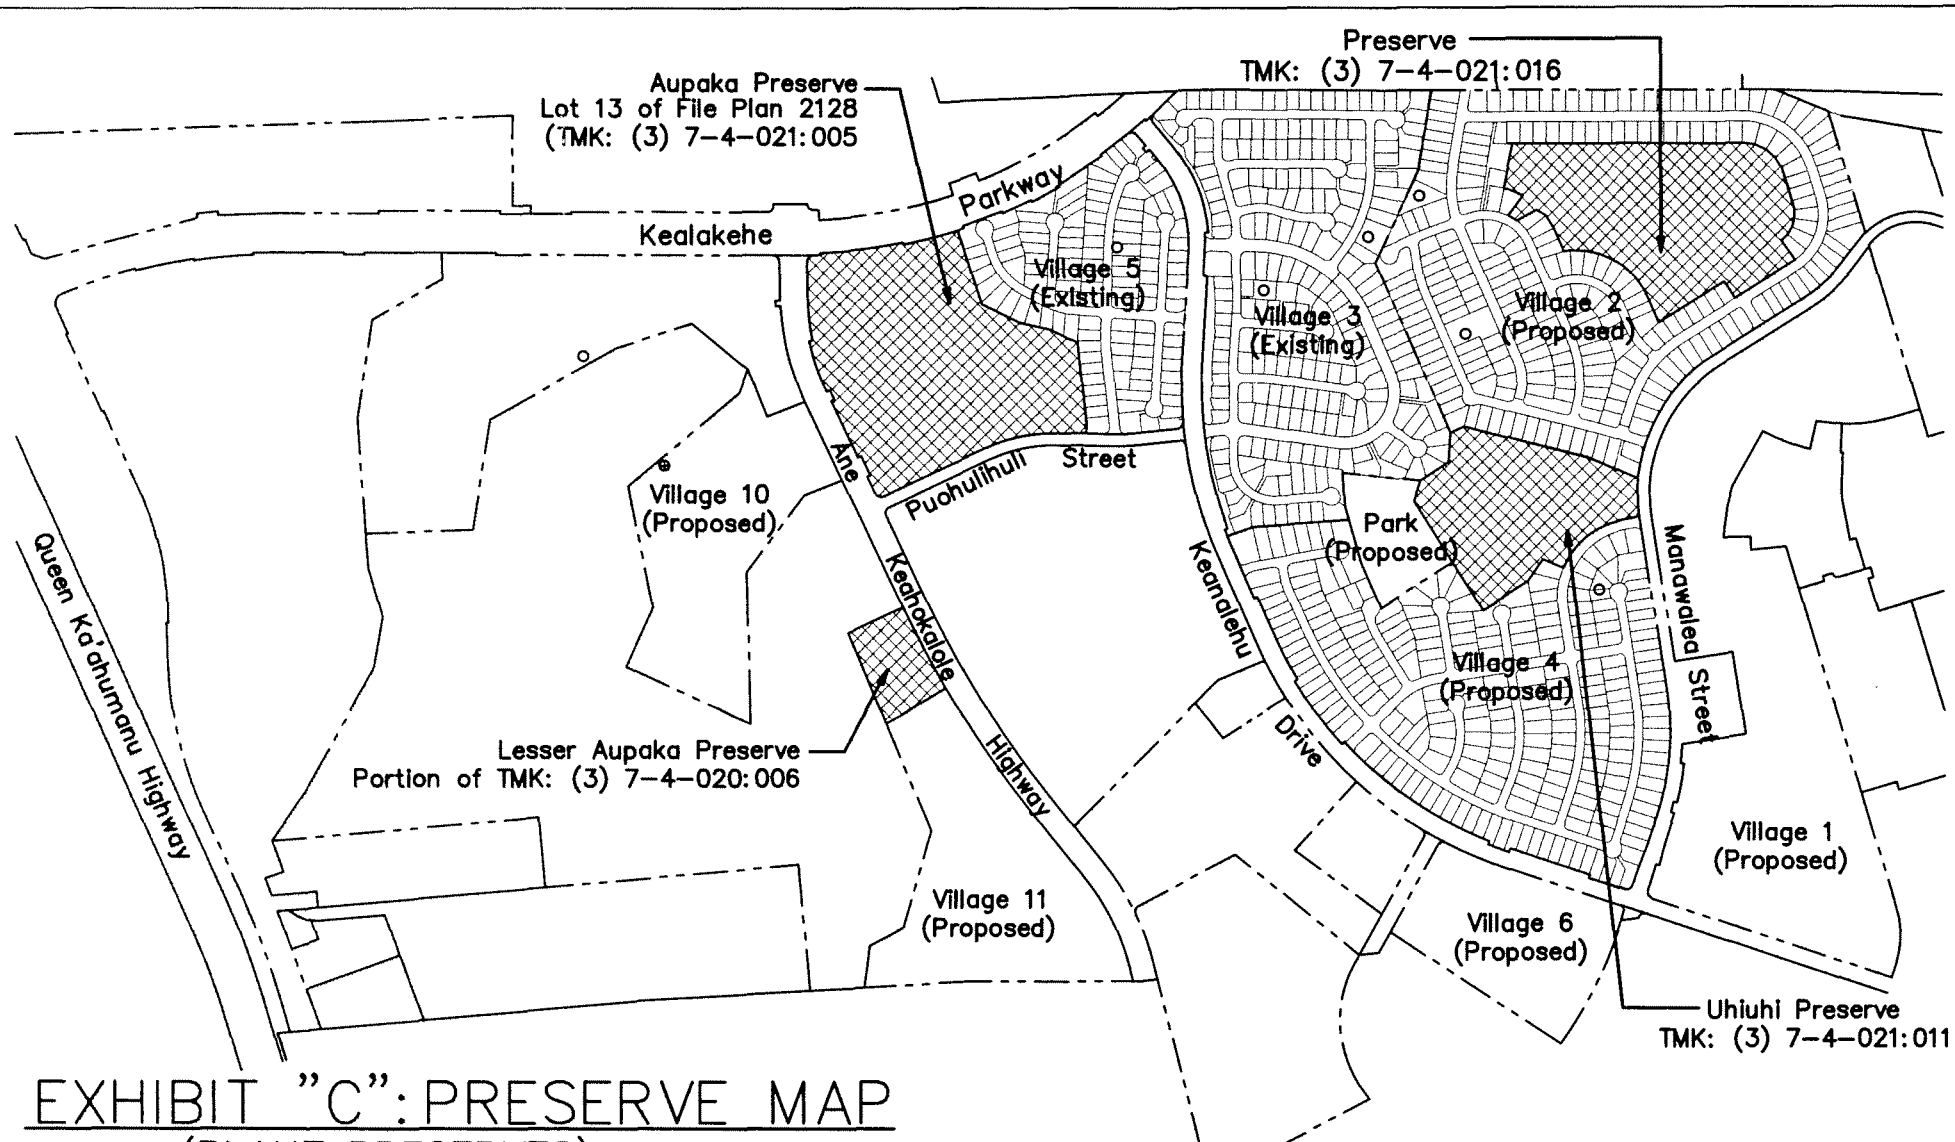 Preserve
TMK: (3) 7-4-021:016
Aupaka Preserve
Lot 13 of File Plan 2128
(TMK: (3) 7-4-021:005
Kealakehe
Parkway
Village 5
(Existing)
Village 3
(Existing)
Village 2
(Proposed)
Village 10
(Proposed)
Ane
Keahokalole
Highway
Puohulihuli
Street
Keanalehu
Drive
Park
(Proposed)
Manawalea Street
Queen Ka'ahumanu Highway
Village 4
(Proposed)
Lesser Aupaka Preserve
Portion of TMK: (3) 7-4-020:006
Village 1
(Proposed)
Village 11
(Proposed)
Village 6
(Proposed)
Uhiuhi Preserve
TMK: (3) 7-4-021:011
EXHIBIT "C": PRESERVE MAP